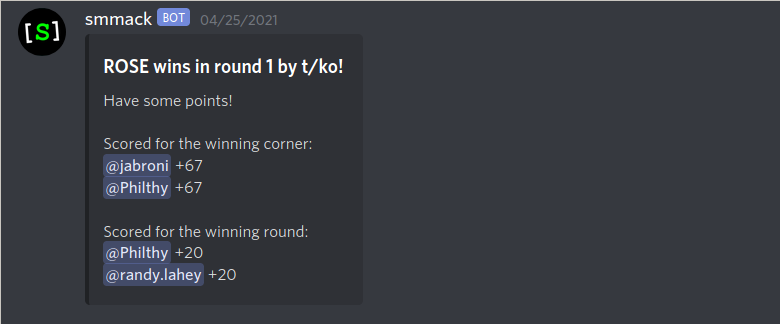 [S]
smmack BOT 04/25/2021
ROSE wins in round 1 by t/ko!
Have some points!
Scored for the winning corner:
@jabroni +67
@Philthy +67
Scored for the winning round:
@Philthy +20
@randy.lahey +20